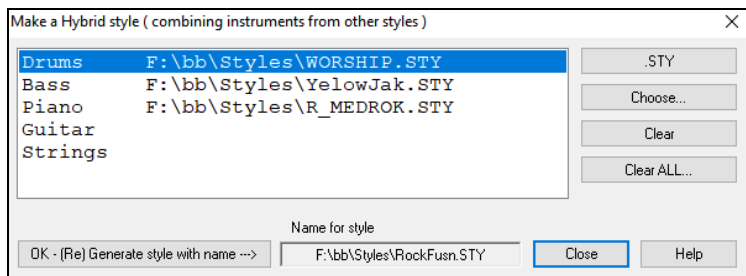 Make a Hybrid style ( combining instruments from other styles )
Drums F:\bb\Styles\WORSHIP.STY
Bass F:\bb\Styles\YelowJak.STY
Piano F:\bb\Styles\R_MEDROK.STY
Guitar
Strings
.STY
Choose...
Clear
Clear ALL...
Name for style
OK - (Re) Generate style with name --->
F:\bb\Styles\RockFusn.STY
Close
Help